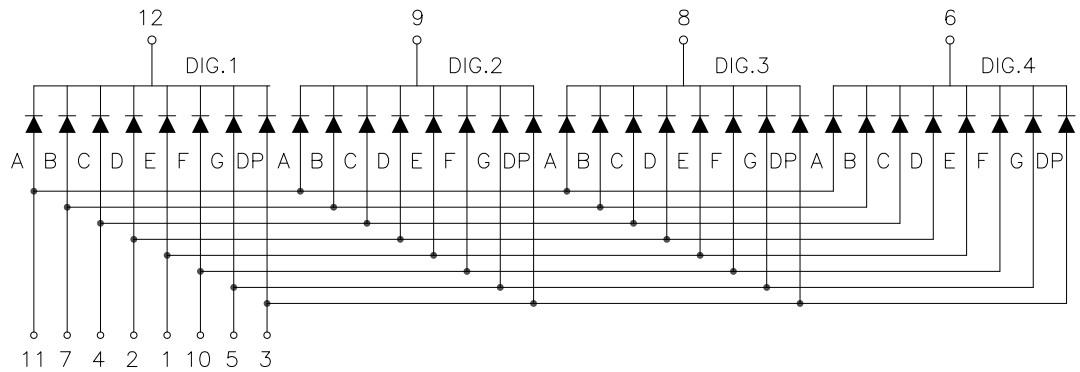 12 9 8 6
DIG.1 DIG.2 DIG.3 DIG.4
A B C D E F G DP A B C D E F G DP A B C D E F G DP A B C D E F G DP
11 7 4 2 1 10 5 3